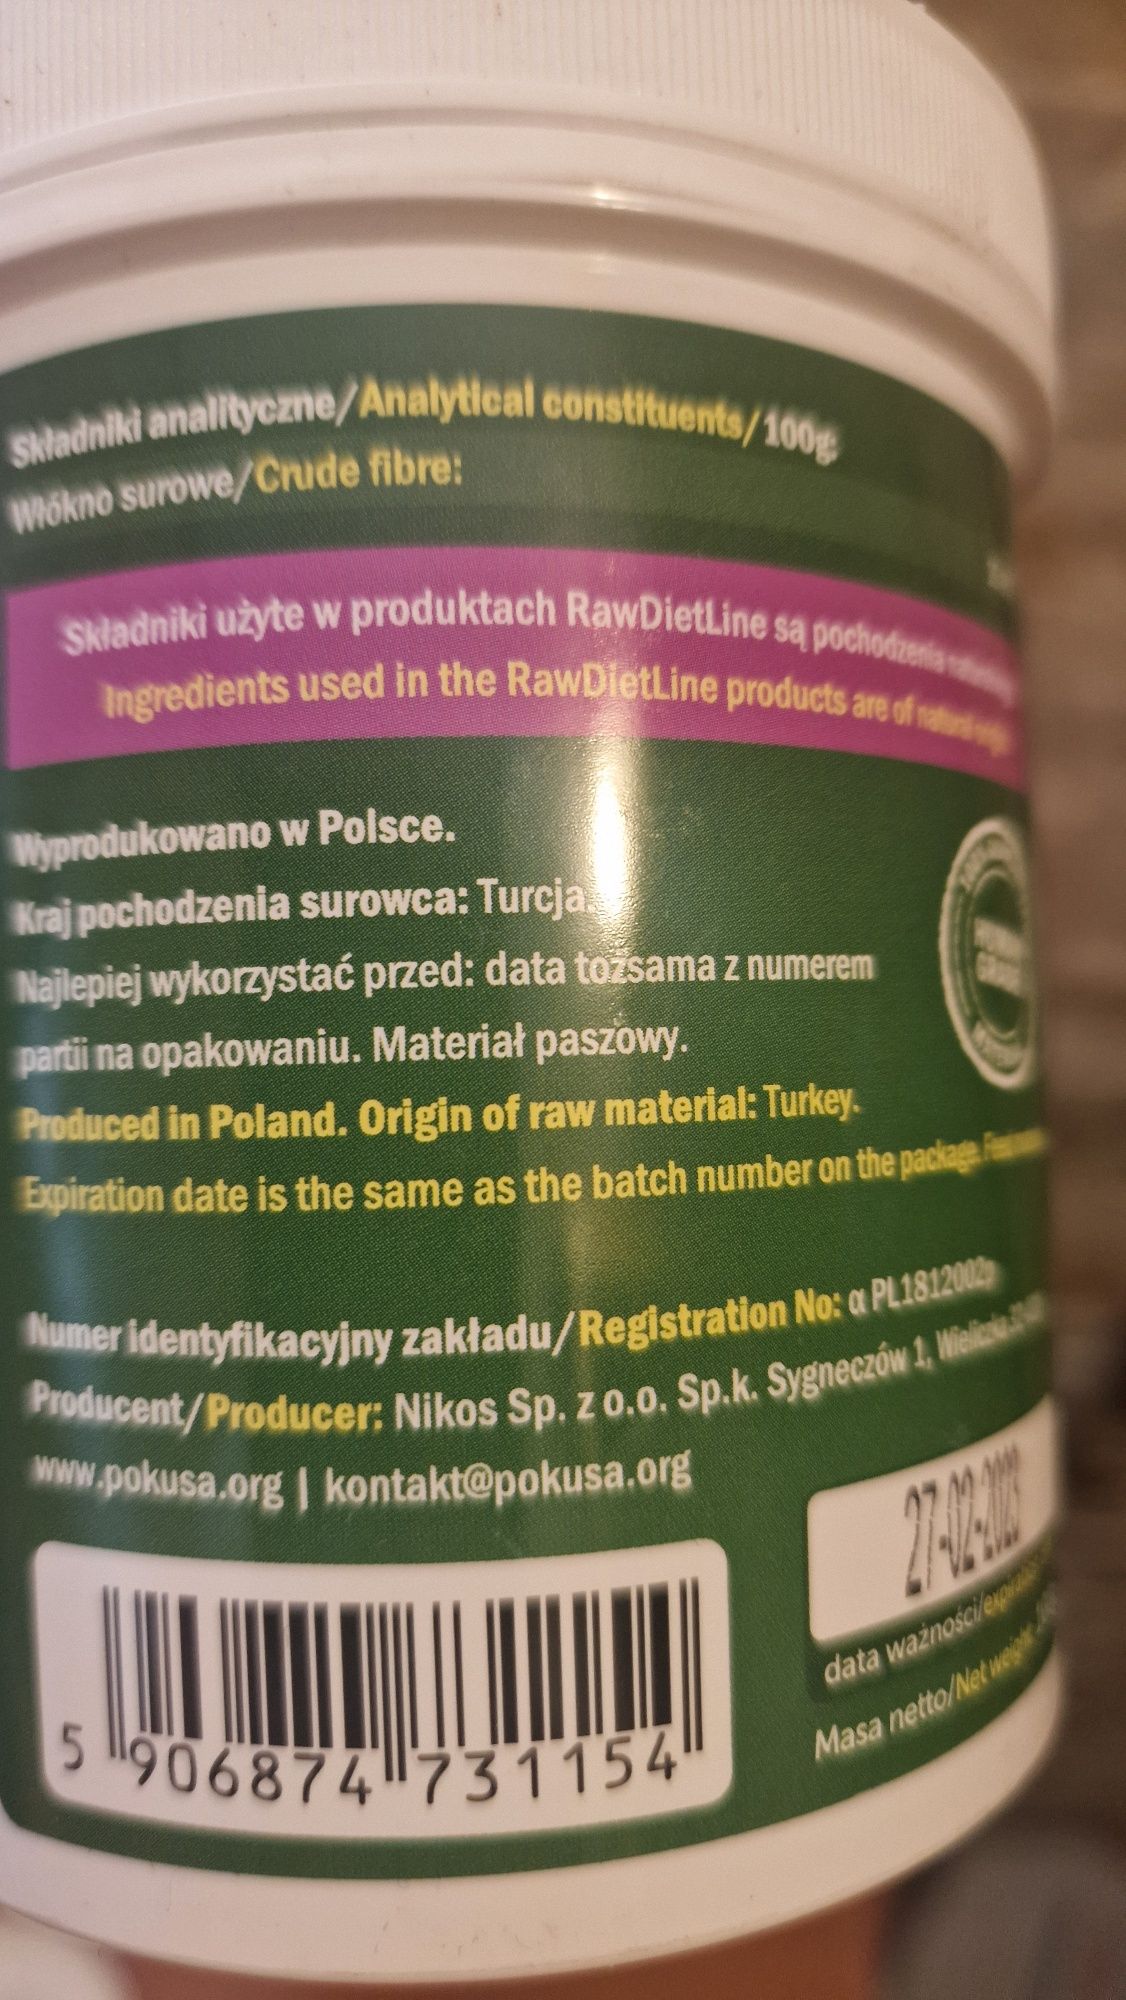 Składniki analityczne/Analytical constituents/100g:
Włókno surowe/Crude fibre:
Składniki użyte w produktach RawDietLine są pochodzenia
Ingredients used in the RawDietLine products are of natural
Wyprodukowano w Polsce.
Kraj pochodzenia surowca: Turcja
Najlepiej wykorzystać przed: data tożsama z numerem
partii na opakowaniu. Materiał paszowy.
Produced in Poland. Origin of raw material: Turkey.
Expiration date is the same as the batch number on the package.
Numer identyfikacyjny zakładu/Registration No: α PL1812002p
Producent/Producer: Nikos Sp. z o.o. Sp.k. Sygneczów 1, Wieliczka
www.pokusa.org | kontakt@pokusa.org
27-02-2023
data ważności/
Masa netto/Net weight:
5 906874 731154